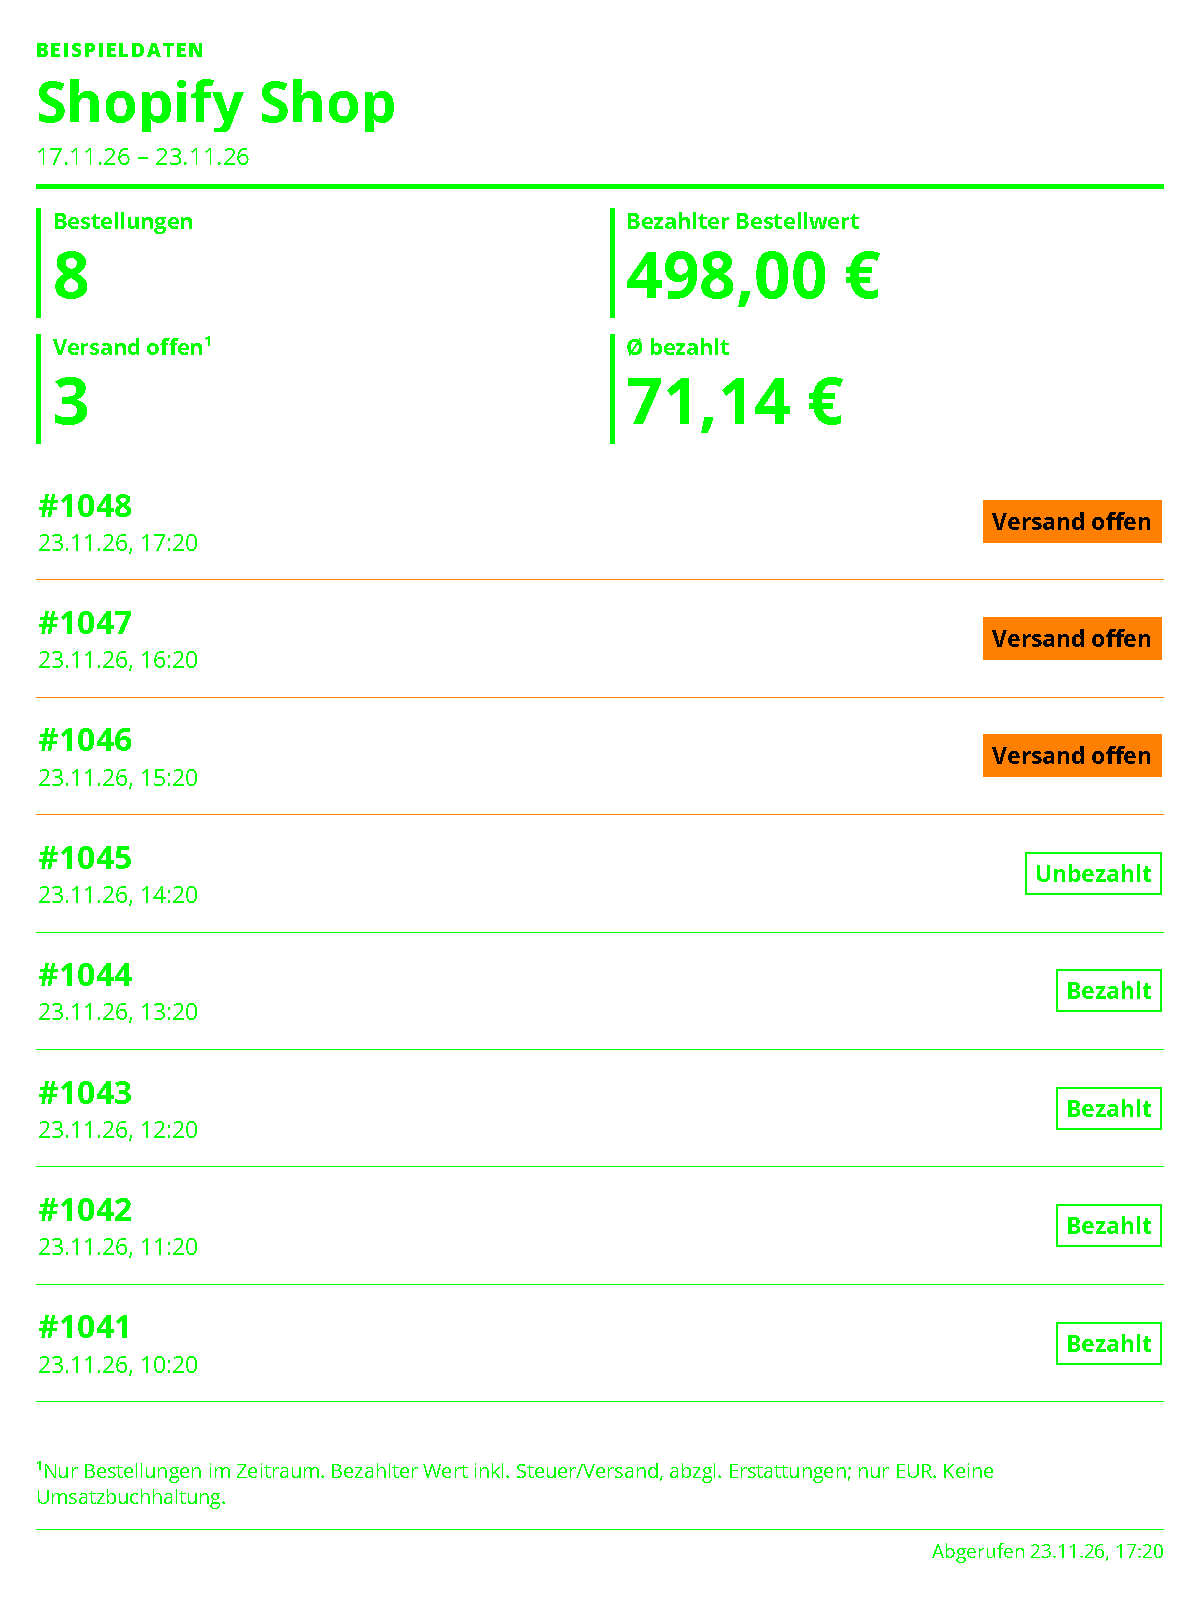 BEISPIELDATEN
Shopify Shop
17.11.26 – 23.11.26
Bestellungen
8
Bezahlter Bestellwert
498,00 €
Versand offen¹
3
Ø bezahlt
71,14 €
#1048
23.11.26, 17:20
Versand offen
#1047
23.11.26, 16:20
Versand offen
#1046
23.11.26, 15:20
Versand offen
#1045
23.11.26, 14:20
Unbezahlt
#1044
23.11.26, 13:20
Bezahlt
#1043
23.11.26, 12:20
Bezahlt
#1042
23.11.26, 11:20
Bezahlt
#1041
23.11.26, 10:20
Bezahlt
¹Nur Bestellungen im Zeitraum. Bezahlter Wert inkl. Steuer/Versand, abzgl. Erstattungen; nur EUR. Keine
Umsatzbuchhaltung.
Abgerufen 23.11.26, 17:20